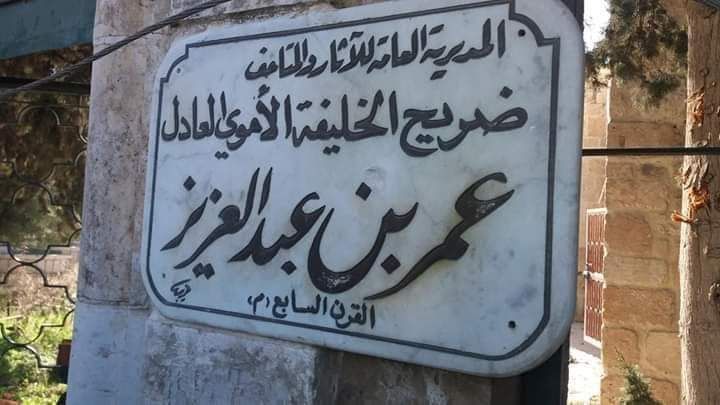 المديرية العامة للآثار والمتاحف
ضريح الخليفة الأموي العادل
عمر بن عبد العزيز
القرن السابع (م)